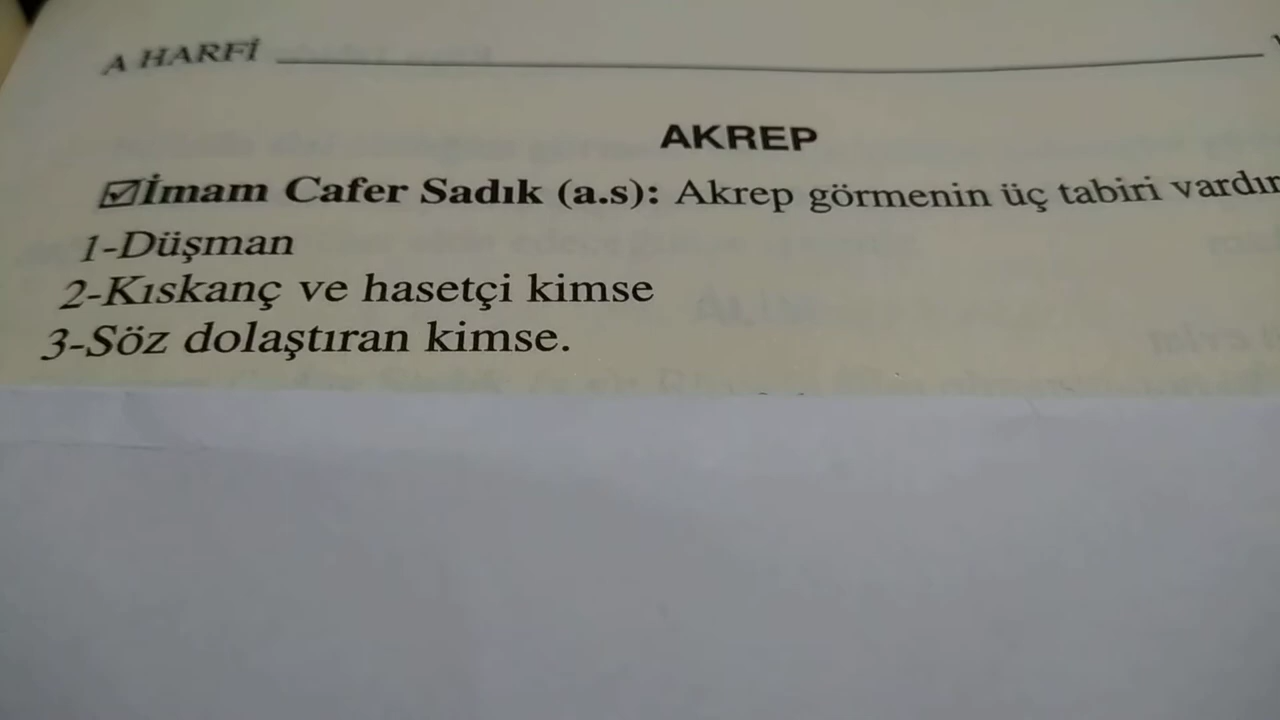 A HARFİ
AKREP
İmam Cafer Sadık (a.s): Akrep görmenin üç tabiri vardır
1-Düşman
2-Kıskanç ve hasetçi kimse
3-Söz dolaştıran kimse.